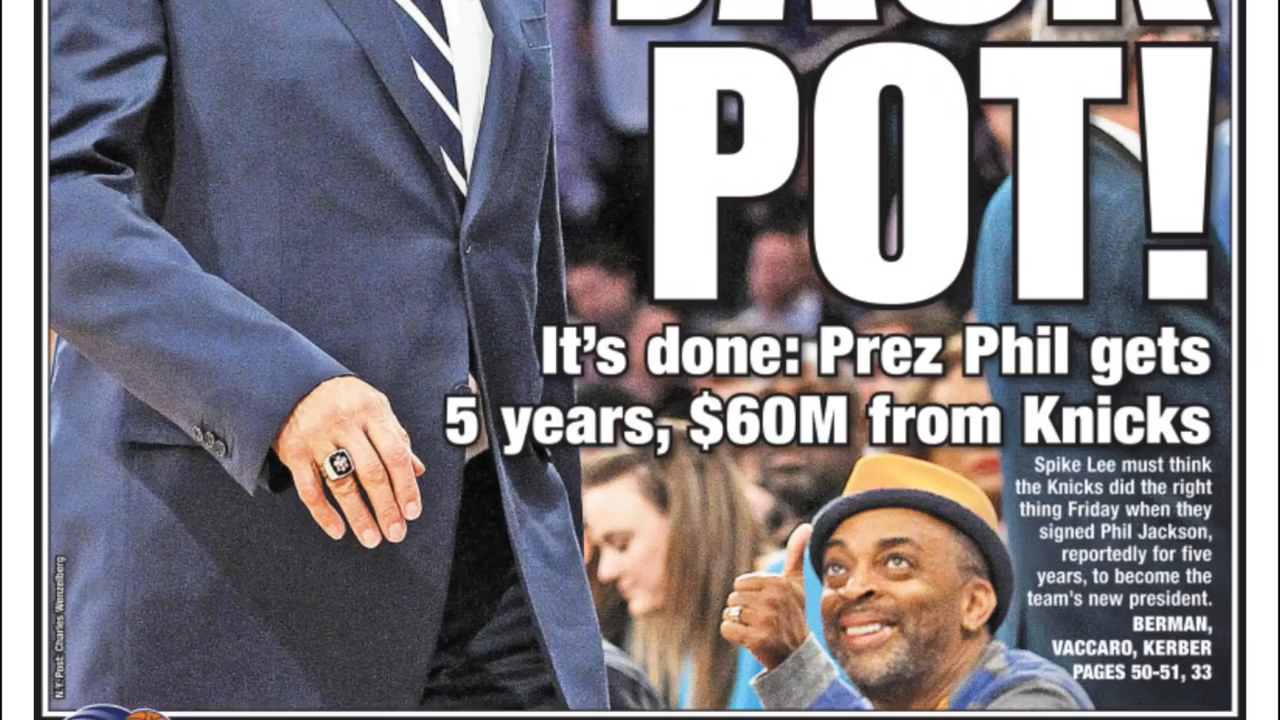 JACK
POT!
It's done: Prez Phil gets
5 years, $60M from Knicks
Spike Lee must think
the Knicks did the right
thing Friday when they
signed Phil Jackson,
reportedly for five
years, to become the
team's new president.
BERMAN,
VACCARO, KERBER
PAGES 50-51, 33
N.Y. Post: Charles Wenzelberg